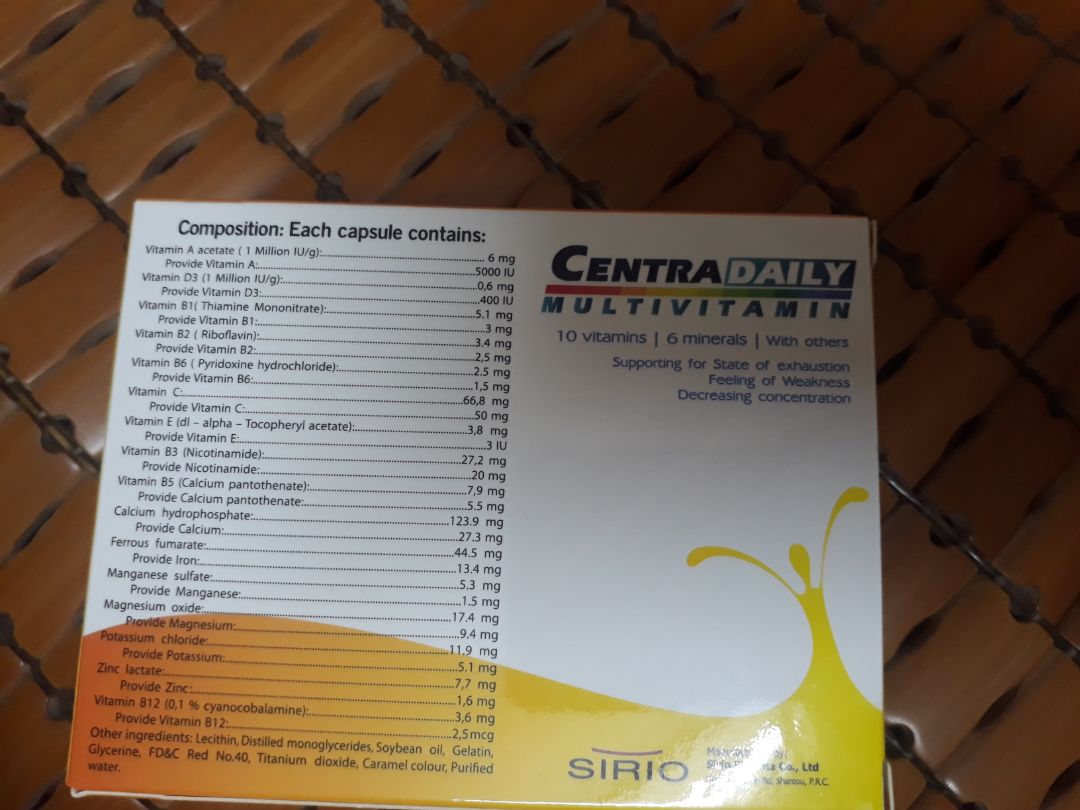 Composition: Each capsule contains:
Vitamin A acetate ( 1 Million IU/g):.......... 6 mg
Provide Vitamin A:..........5000 IU
Vitamin D3 (1 Million IU/g):..........0,6 mg
Provide Vitamin D3:..........400 IU
Vitamin B1( Thiamine Mononitrate):..........5.1 mg
Provide Vitamin B1:..........3 mg
Vitamin B2 ( Riboflavin):..........3.4 mg
Provide Vitamin B2:..........2,5 mg
Vitamin B6 ( Pyridoxine hydrochloride):..........2.5 mg
Provide Vitamin B6:..........1,5 mg
Vitamin C:..........66,8 mg
Provide Vitamin C:..........50 mg
Vitamin E (dl – alpha – Tocopheryl acetate):..........3,8 mg
Provide Vitamin E:..........3 IU
Vitamin B3 (Nicotinamide):..........27,2 mg
Provide Nicotinamide:..........20 mg
Vitamin B5 (Calcium pantothenate):..........7,9 mg
Provide Calcium pantothenate:..........5.5 mg
Calcium hydrophosphate:..........123.9 mg
Provide Calcium:..........27.3 mg
Ferrous fumarate:..........44.5 mg
Provide Iron:..........13.4 mg
Manganese sulfate:..........5.3 mg
Provide Manganese:..........1.5 mg
Magnesium oxide:..........17.4 mg
Provide Magnesium:..........9.4 mg
Potassium chloride:..........11.9 mg
Provide Potassium:..........5.1 mg
Zinc lactate:..........7,7 mg
Provide Zinc:..........1,6 mg
Vitamin B12 (0,1 % cyanocobalamine):..........3,6 mg
Provide Vitamin B12:..........2,5mcg
Other ingredients: Lecithin, Distilled monoglycerides, Soybean oil, Gelatin,
Glycerine, FD&C Red No.40, Titanium dioxide, Caramel colour, Purified
water.
CENTRA DAILY
MULTIVITAMIN
10 vitamins | 6 minerals | With others
Supporting for State of exhaustion
Feeling of Weakness
Decreasing concentration
SIRIO
by:
Co., Ltd
Rd, Shantou, P.R.C.